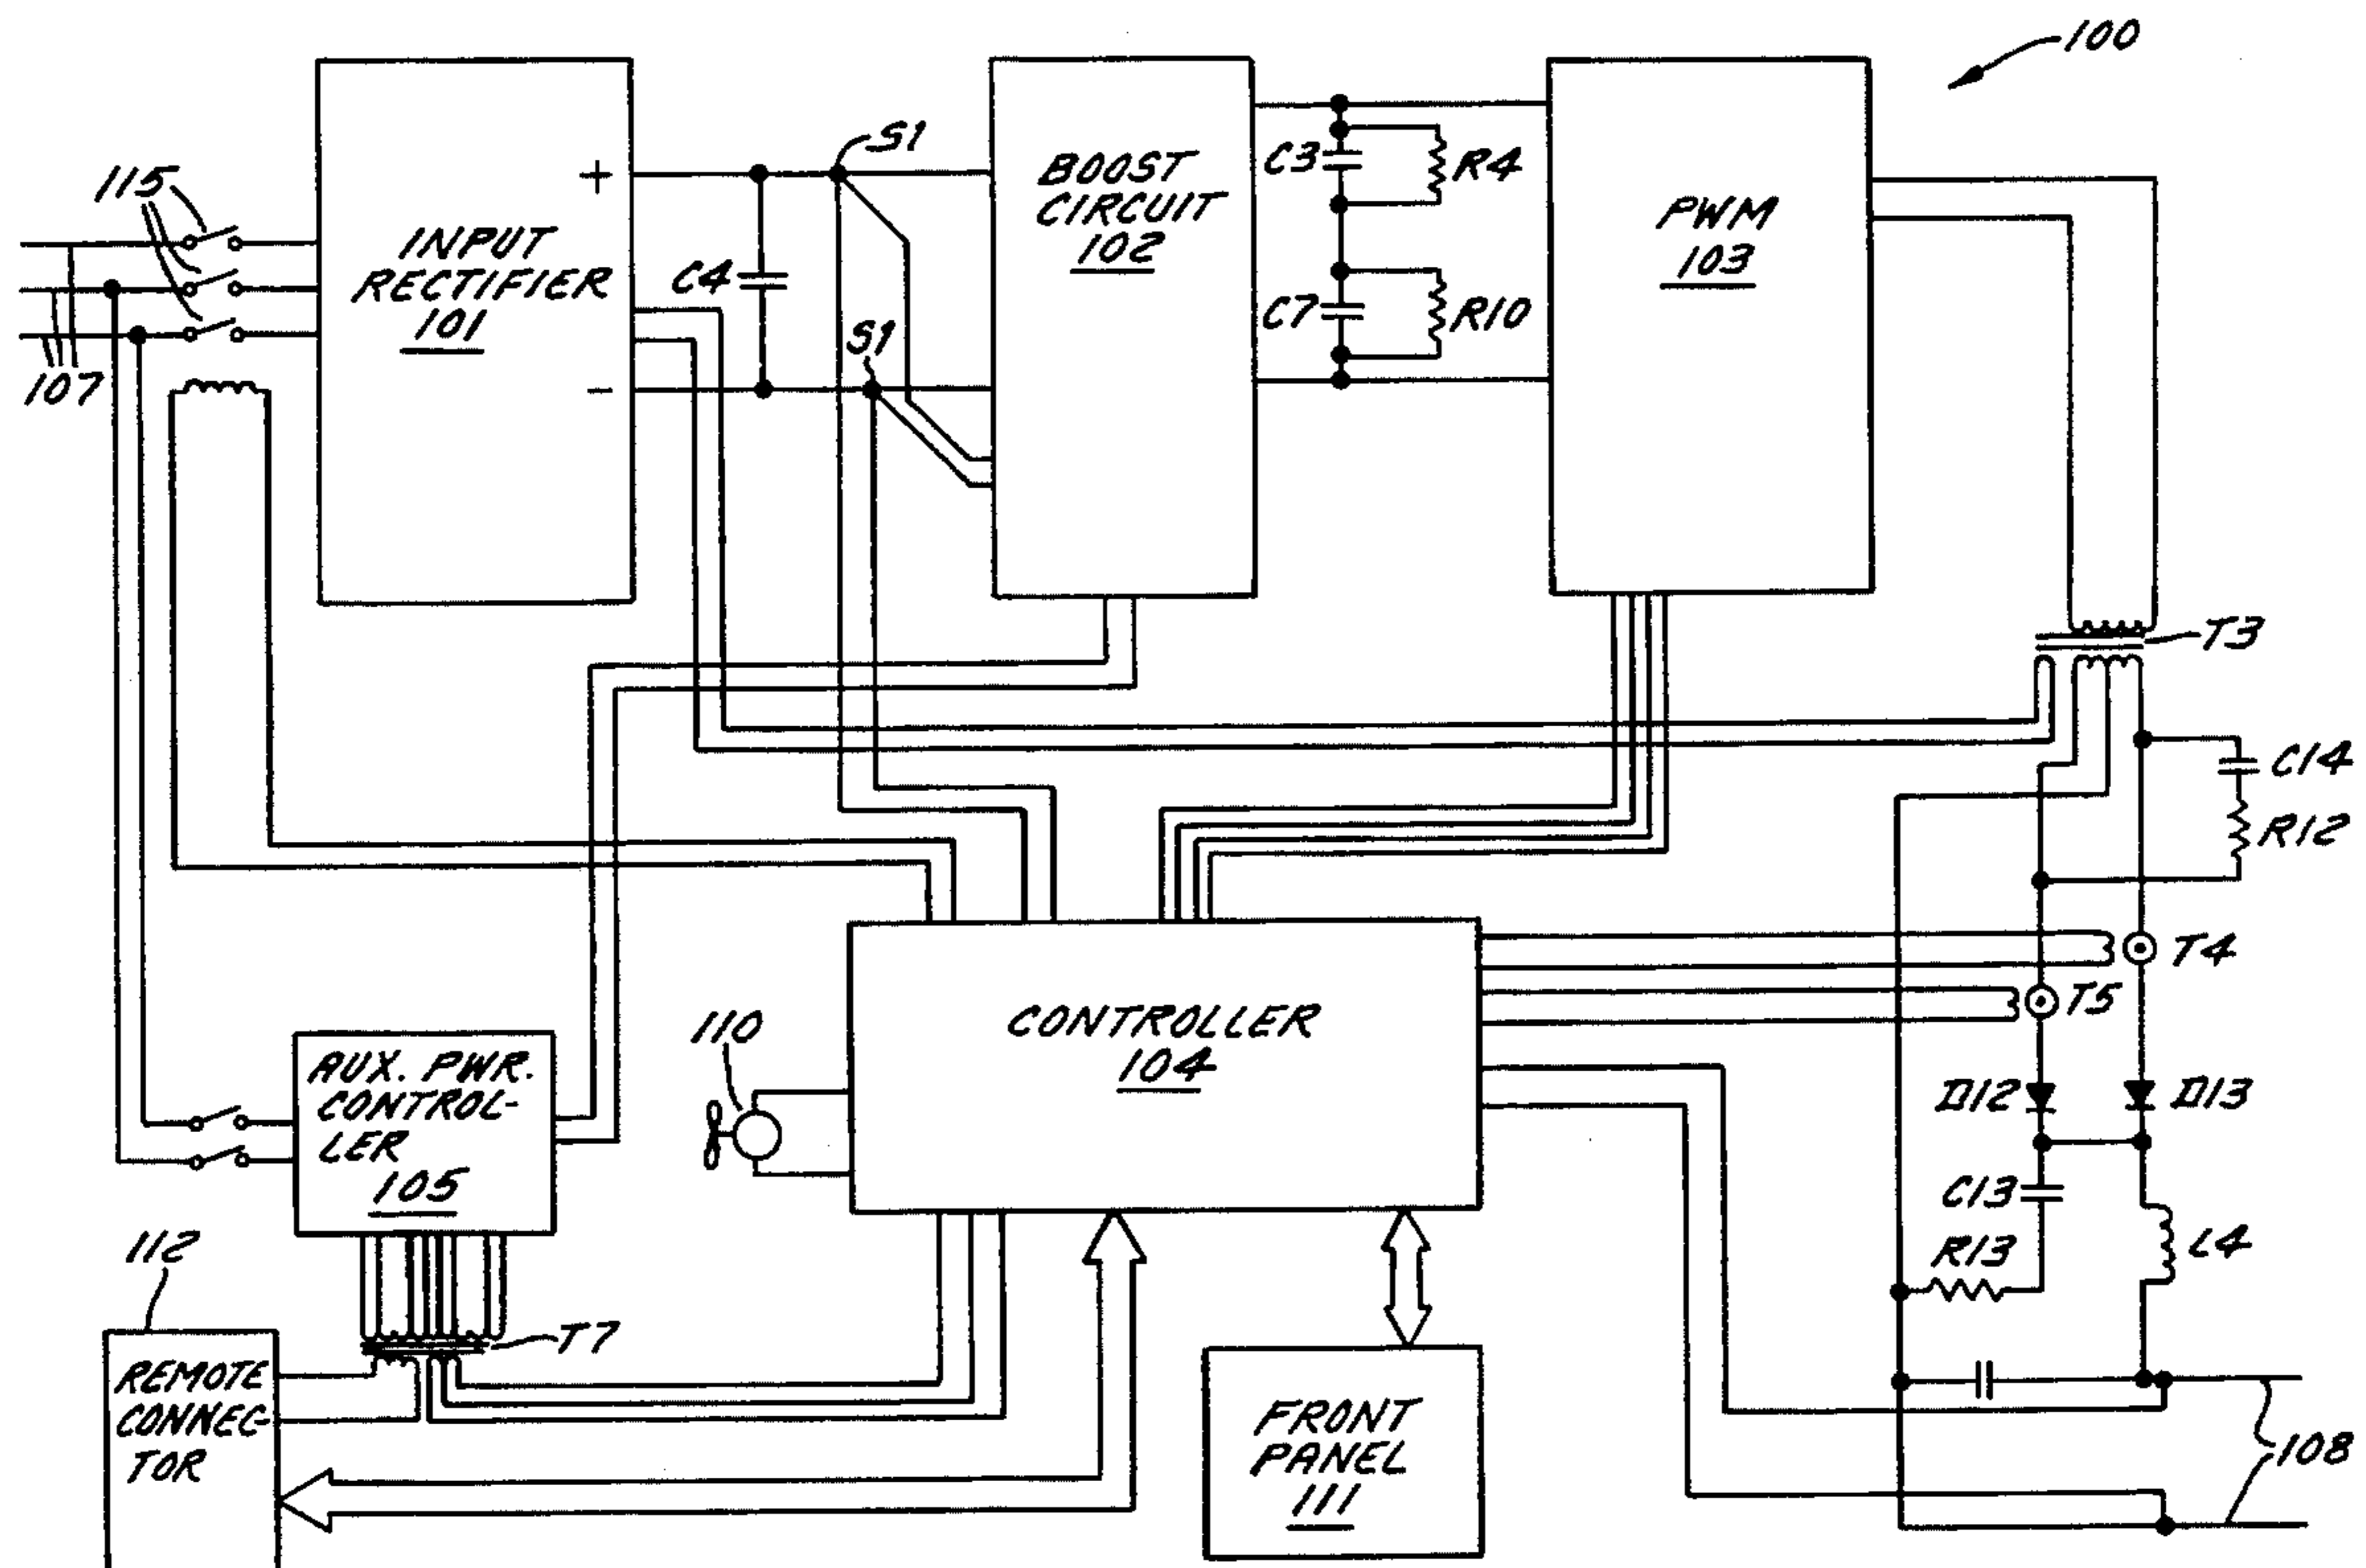 100
115
107
INPUT
RECTIFIER
101
+
-
C4
S1
S1
BOOST
CIRCUIT
102
C3
R4
C7
R10
PWM
103
T3
C14
R12
T4
T5
D12
D13
C13
R13
L4
108
CONTROLLER
104
110
AUX. PWR.
CONTROL-
LER
105
T7
112
REMOTE
CONNEC-
TOR
FRONT
PANEL
111